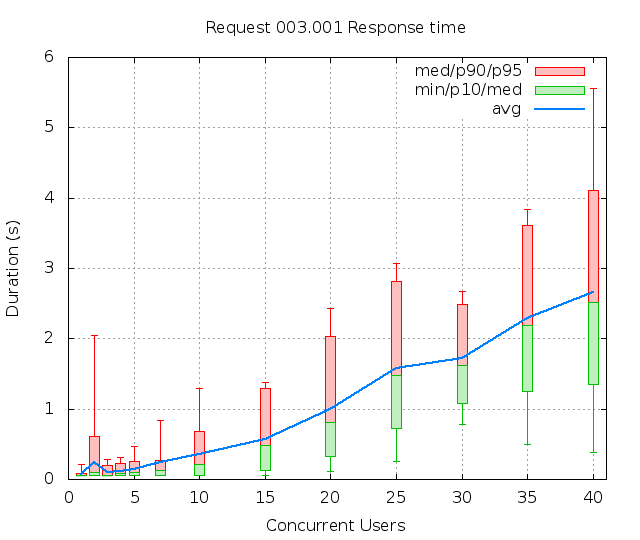 Request 003.001 Response time
med/p90/p95
min/p10/med
avg
6
5
4
3
2
1
0
0 5 10 15 20 25 30 35 40
Duration (s)
Concurrent Users